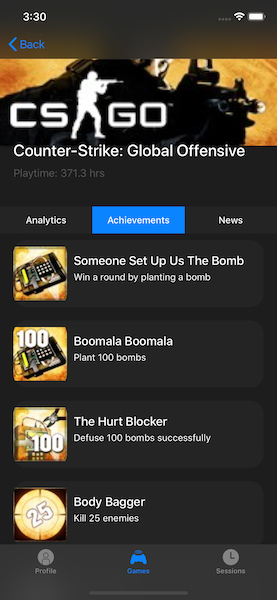 3:30
Back
CS GO
Counter-Strike: Global Offensive
Playtime: 371.3 hrs
Analytics
Achievements
News
Someone Set Up Us The Bomb
Win a round by planting a bomb
100
Boomala Boomala
Plant 100 bombs
100
The Hurt Blocker
Defuse 100 bombs successfully
25
Body Bagger
Kill 25 enemies
Profile
Games
Sessions